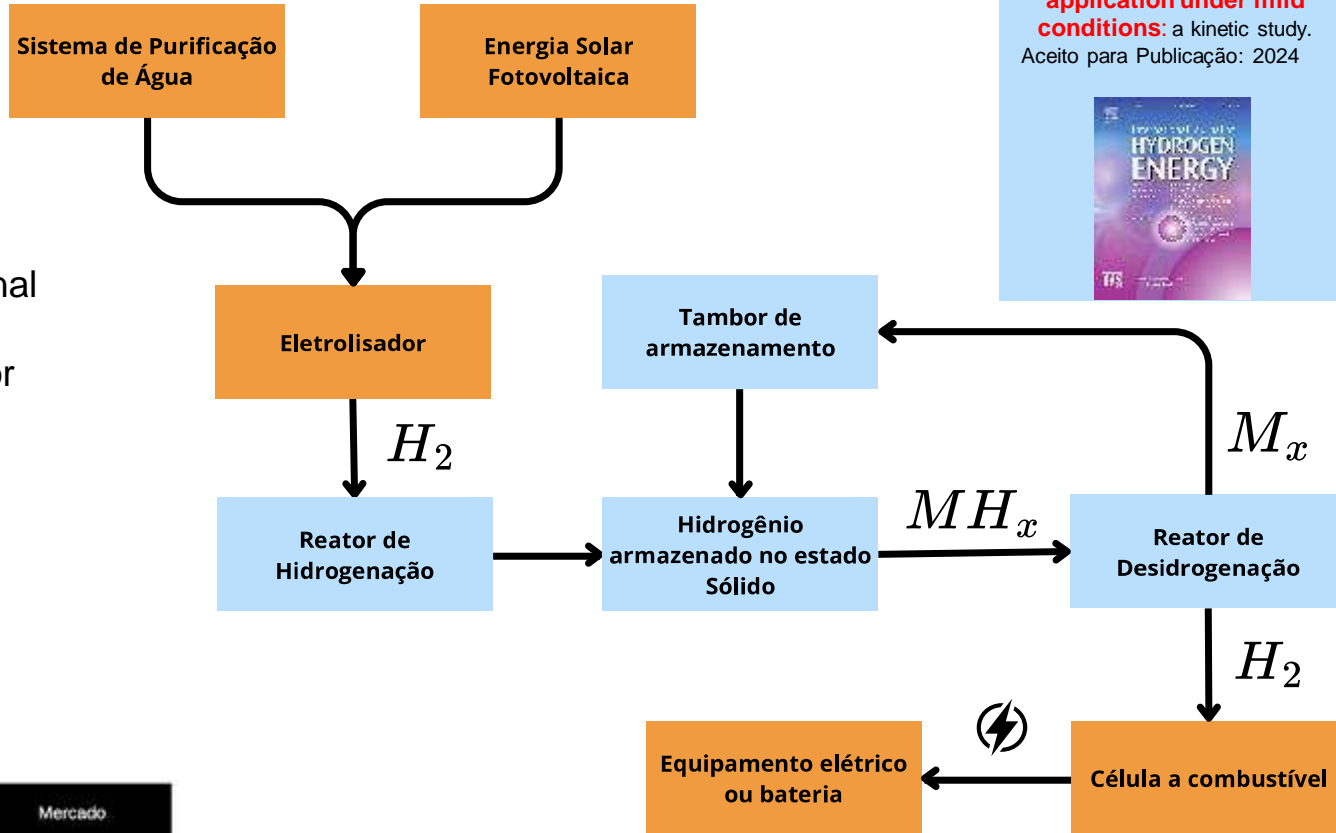 application under mild
conditions: a kinetic study.
Aceito para Publicação: 2024
HYDROGEN
ENERGY
Sistema de Purificação
de Água
Energia Solar
Fotovoltaica
nal
or
Eletrolisador
Tambor de
armazenamento
H₂
Mₓ
Reator de
Hidrogenação
Hidrogênio
armazenado no estado
Sólido
MHₓ
Reator de
Desidrogenação
H₂
Equipamento elétrico
ou bateria
Célula a combustível
Mercado